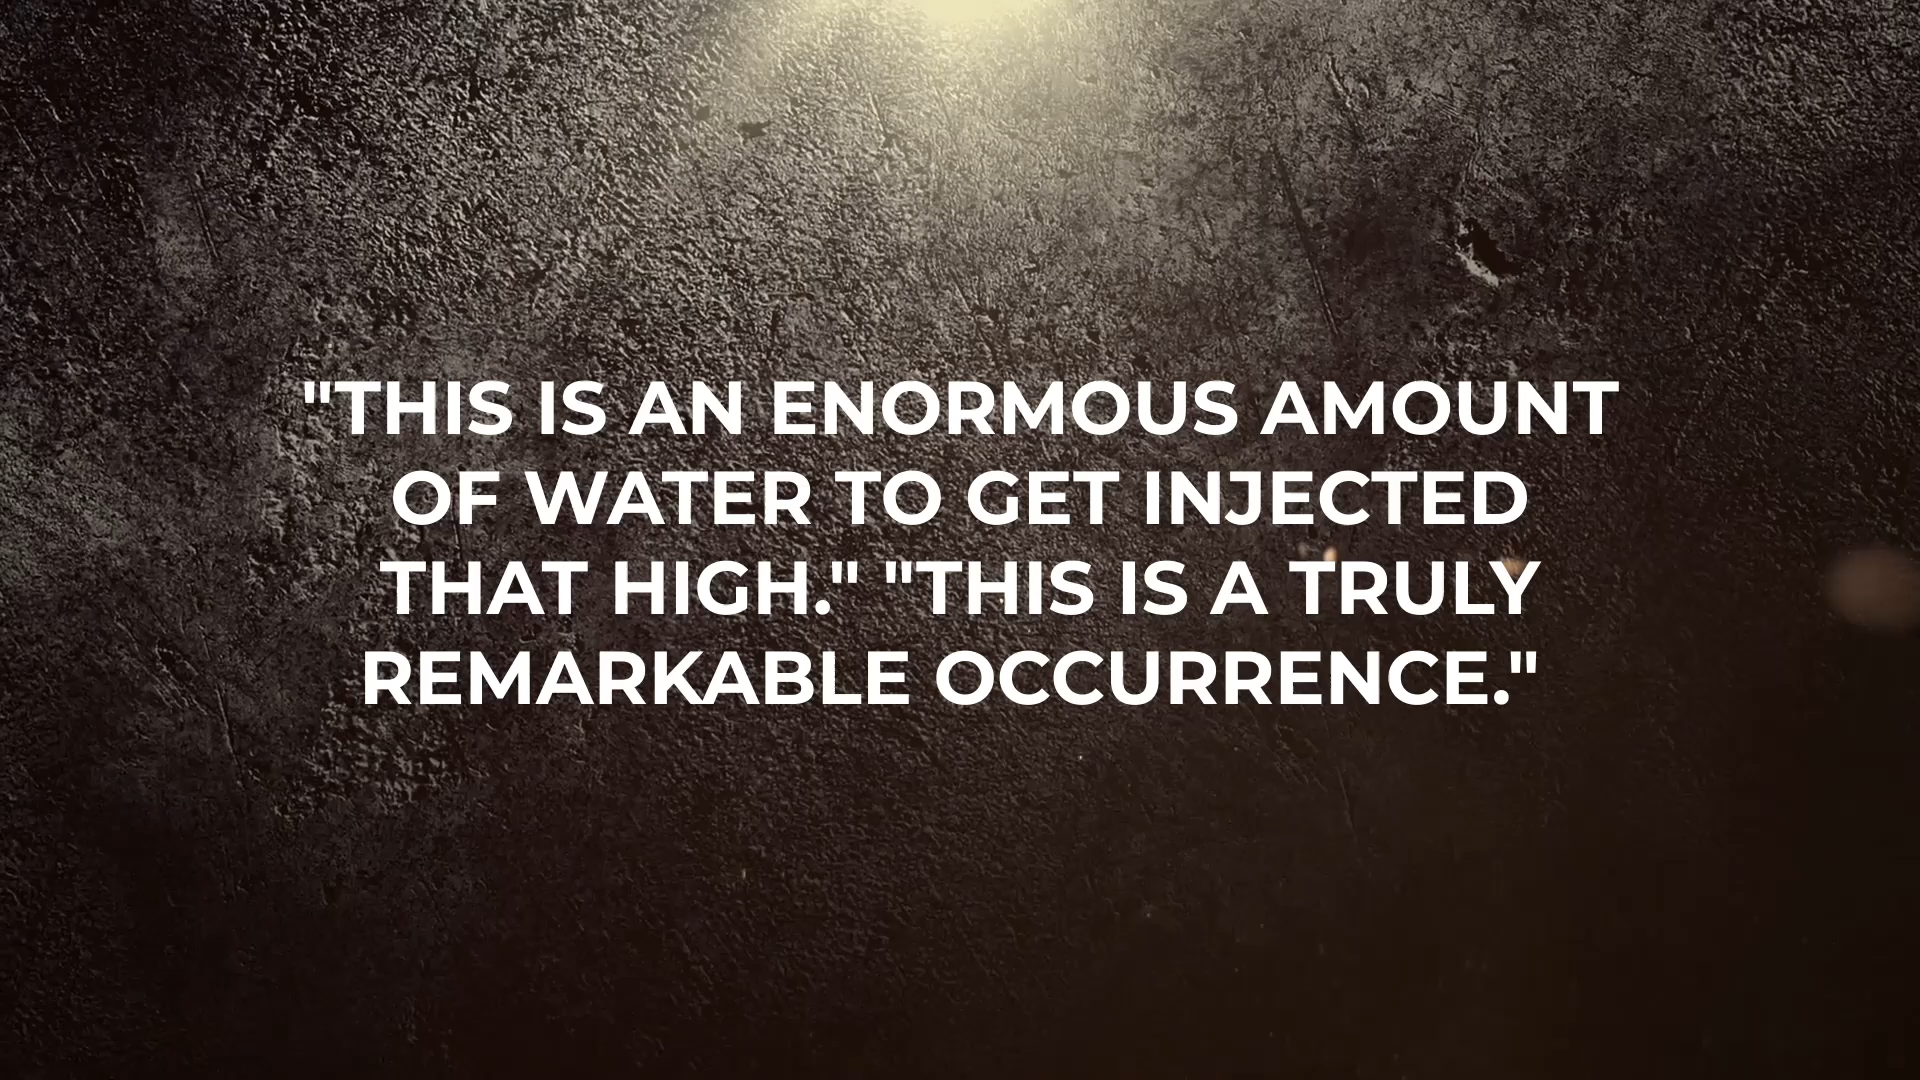 "THIS IS AN ENORMOUS AMOUNT
OF WATER TO GET INJECTED
THAT HIGH." "THIS IS A TRULY
REMARKABLE OCCURRENCE."